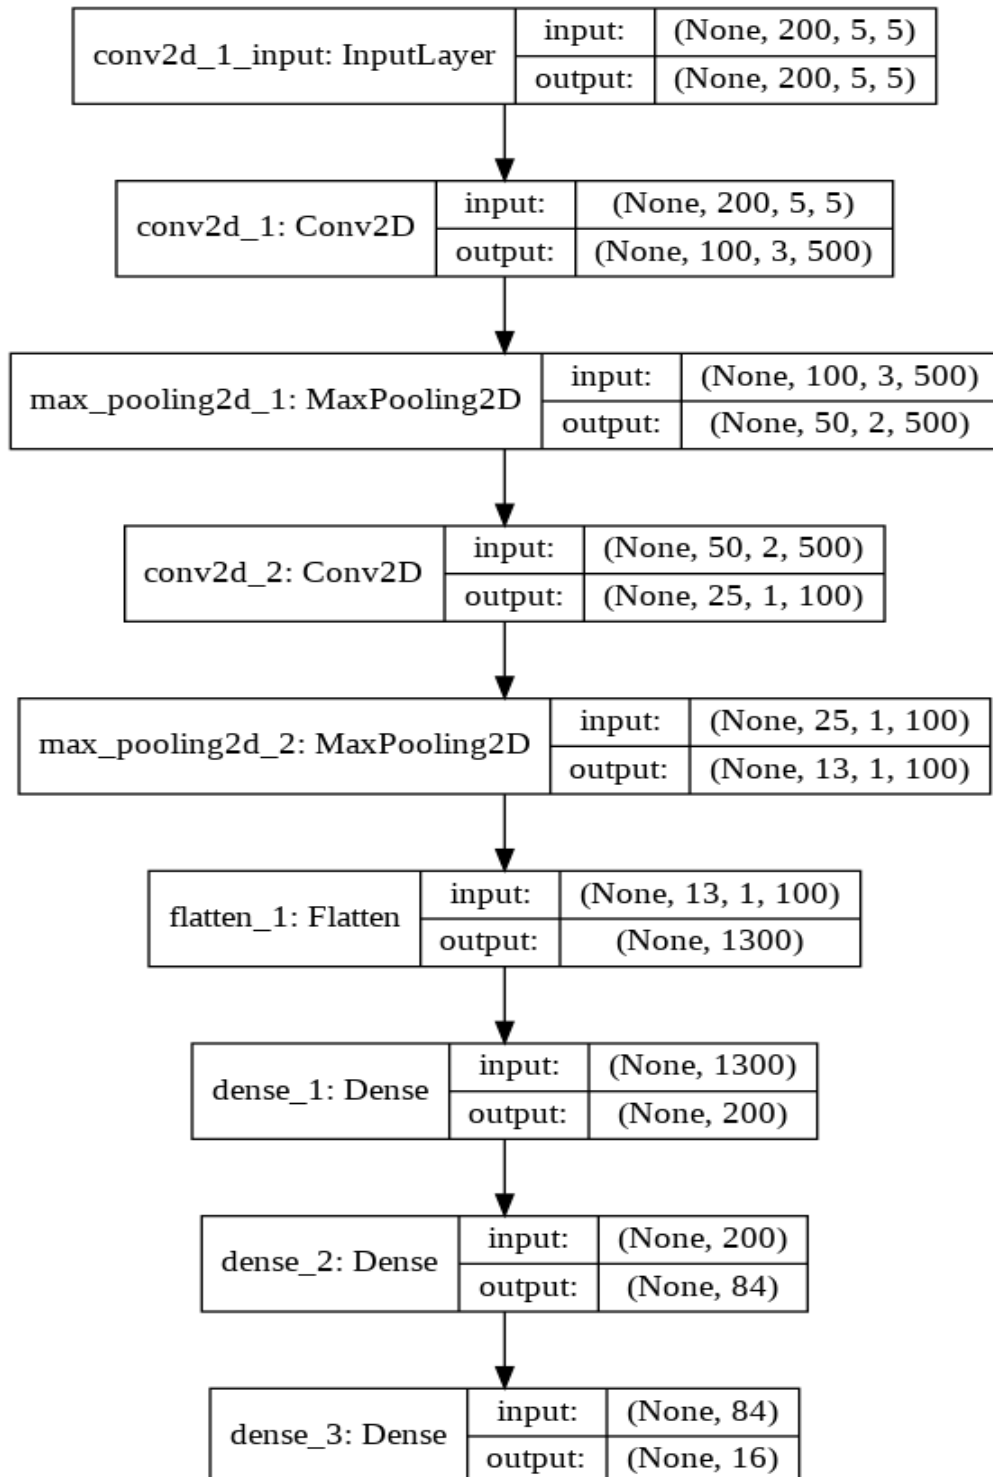 conv2d_1_input: InputLayer
input: (None, 200, 5, 5)
output: (None, 200, 5, 5)
conv2d_1: Conv2D
input: (None, 200, 5, 5)
output: (None, 100, 3, 500)
max_pooling2d_1: MaxPooling2D
input: (None, 100, 3, 500)
output: (None, 50, 2, 500)
conv2d_2: Conv2D
input: (None, 50, 2, 500)
output: (None, 25, 1, 100)
max_pooling2d_2: MaxPooling2D
input: (None, 25, 1, 100)
output: (None, 13, 1, 100)
flatten_1: Flatten
input: (None, 13, 1, 100)
output: (None, 1300)
dense_1: Dense
input: (None, 1300)
output: (None, 200)
dense_2: Dense
input: (None, 200)
output: (None, 84)
dense_3: Dense
input: (None, 84)
output: (None, 16)